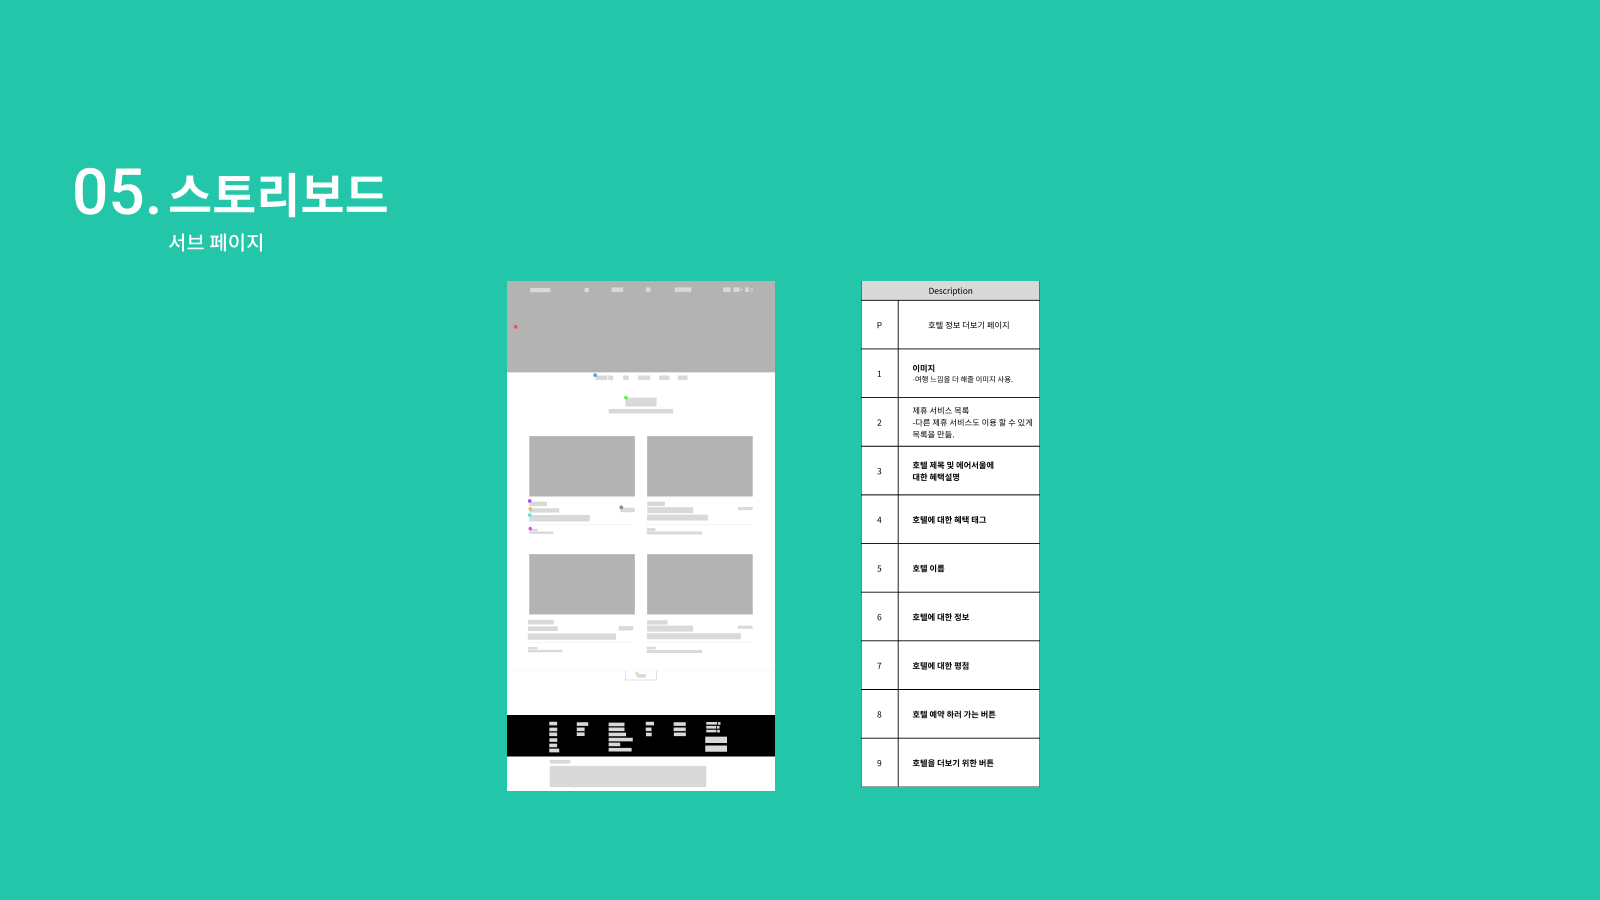 05. 스토리보드
서브 페이지
Description
P
호텔 정보 더보기 페이지
1
이미지
-여행 느낌을 더 해줄 이미지 사용.
2
제휴 서비스 목록
-다른 제휴 서비스도 이용 할 수 있게
목록을 만듦.
3
호텔 제목 및 에어서울에
대한 혜택설명
4
호텔에 대한 혜택 태그
5
호텔 이름
6
호텔에 대한 정보
7
호텔에 대한 평점
8
호텔 예약 하러 가는 버튼
9
호텔을 더보기 위한 버튼